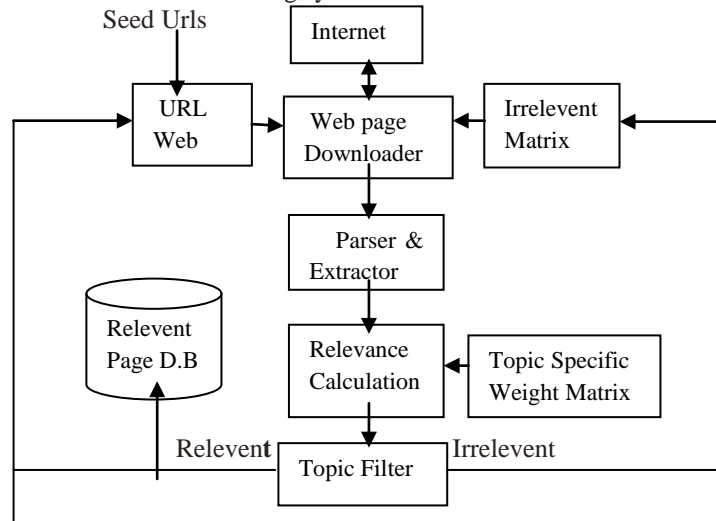 Seed Urls
Internet
URL
Web
Web page
Downloader
Irrelevent
Matrix
Parser &
Extractor
Relevent
Page D.B
Relevance
Calculation
Topic Specific
Weight Matrix
Relevent
Topic Filter
Irrelevent